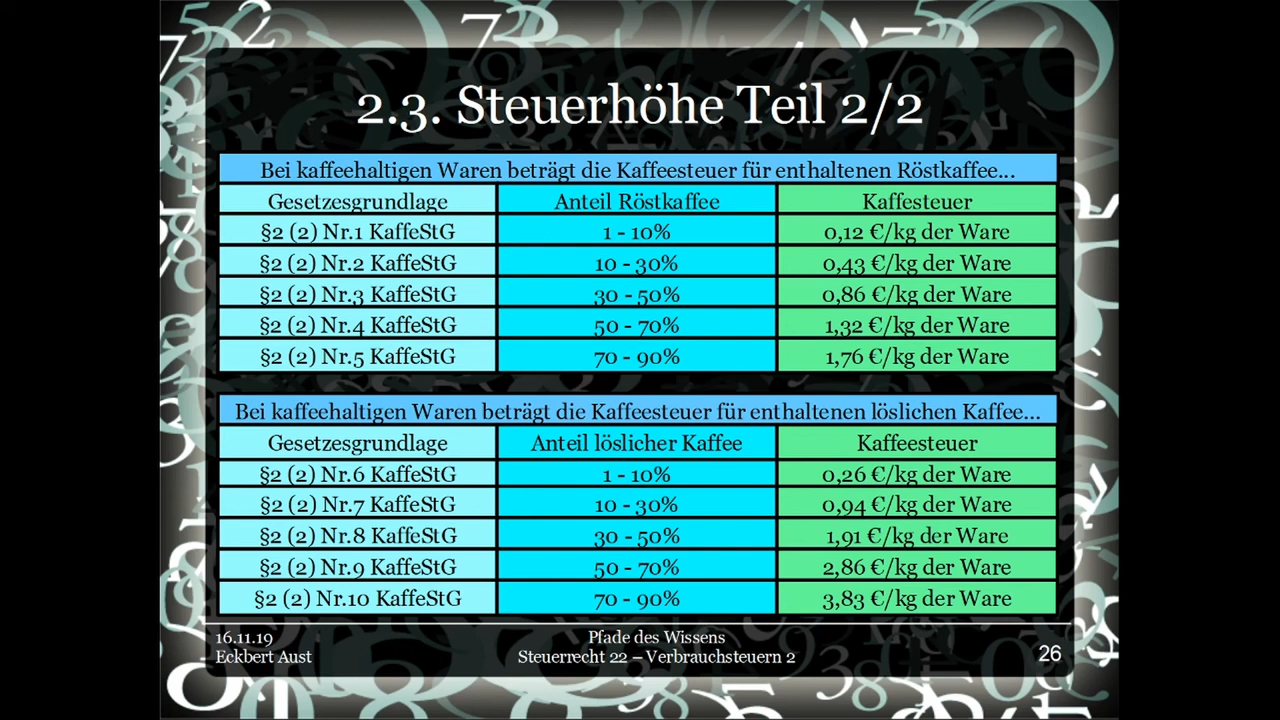 2.3. Steuerhöhe Teil 2/2
Bei kaffeehaltigen Waren beträgt die Kaffeesteuer für enthaltenen Röstkaffee...
Gesetzesgrundlage Anteil Röstkaffee Kaffesteuer
§2 (2) Nr.1 KaffeStG 1 - 10% 0,12 €/kg der Ware
§2 (2) Nr.2 KaffeStG 10 - 30% 0,43 €/kg der Ware
§2 (2) Nr.3 KaffeStG 30 - 50% 0,86 €/kg der Ware
§2 (2) Nr.4 KaffeStG 50 - 70% 1,32 €/kg der Ware
§2 (2) Nr.5 KaffeStG 70 - 90% 1,76 €/kg der Ware
Bei kaffeehaltigen Waren beträgt die Kaffeesteuer für enthaltenen löslichen Kaffee...
Gesetzesgrundlage Anteil löslicher Kaffee Kaffeesteuer
§2 (2) Nr.6 KaffeStG 1 - 10% 0,26 €/kg der Ware
§2 (2) Nr.7 KaffeStG 10 - 30% 0,94 €/kg der Ware
§2 (2) Nr.8 KaffeStG 30 - 50% 1,91 €/kg der Ware
§2 (2) Nr.9 KaffeStG 50 - 70% 2,86 €/kg der Ware
§2 (2) Nr.10 KaffeStG 70 - 90% 3,83 €/kg der Ware
16.11.19 Pfade des Wissens
Eckbert Aust Steuerrecht 22 – Verbrauchsteuern 2 26